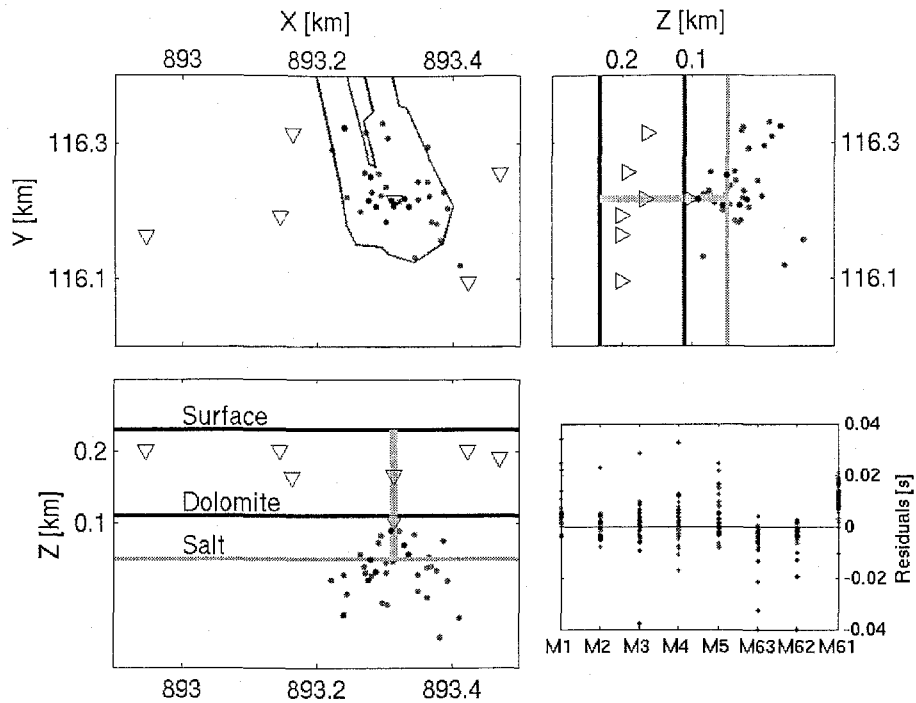 X [km]
893 893.2 893.4
Z [km]
0.2 0.1
Y [km]
116.3
116.1
116.3
116.1
Surface
Dolomite
Salt
Z [km]
0.2
0.1
893 893.2 893.4
0.04
0.02
0
-0.02
-0.04
Residuals [s]
M1 M2 M3 M4 M5 M63 M62 M61